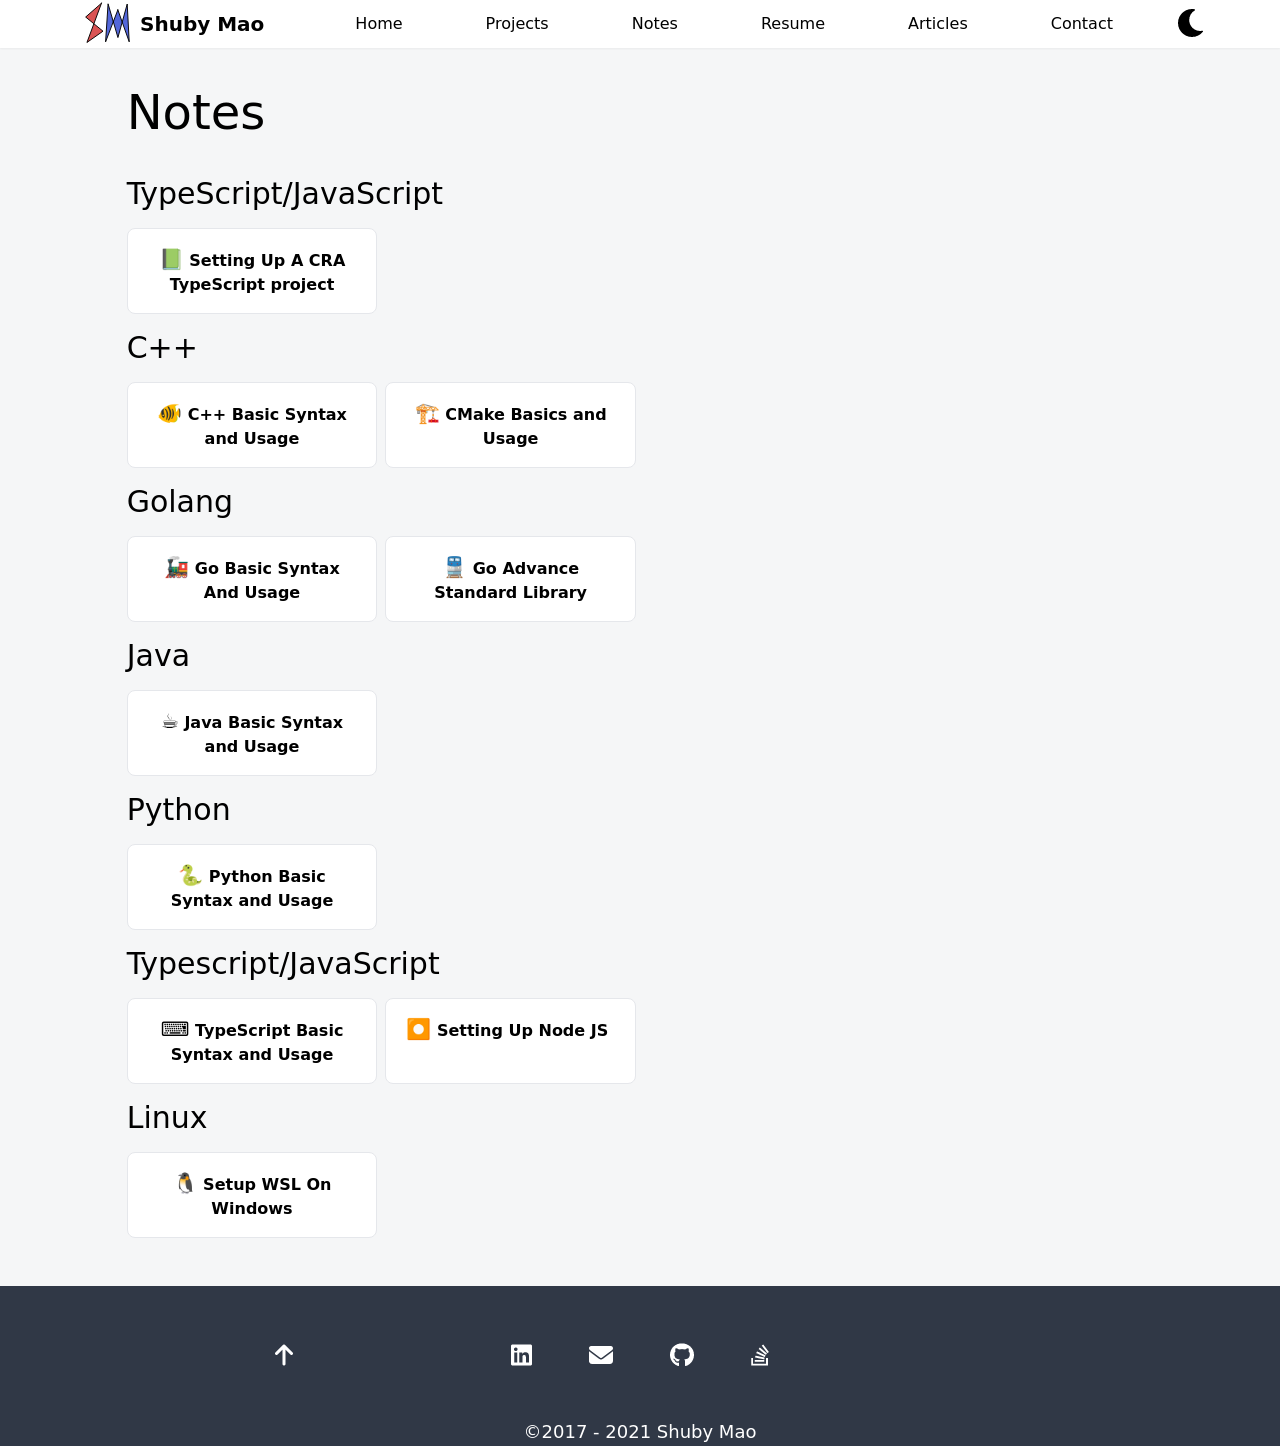 Shuby Mao
Home
Projects
Notes
Resume
Articles
Contact
Notes
TypeScript/JavaScript
📗 Setting Up A CRA
TypeScript project
C++
🐠 C++ Basic Syntax
and Usage
🏗️ CMake Basics and
Usage
Golang
🚂 Go Basic Syntax
And Usage
🚆 Go Advance
Standard Library
Java
☕ Java Basic Syntax
and Usage
Python
🐍 Python Basic
Syntax and Usage
Typescript/JavaScript
⌨ TypeScript Basic
Syntax and Usage
⏺️ Setting Up Node JS
Linux
🐧 Setup WSL On
Windows
©2017 - 2021 Shuby Mao